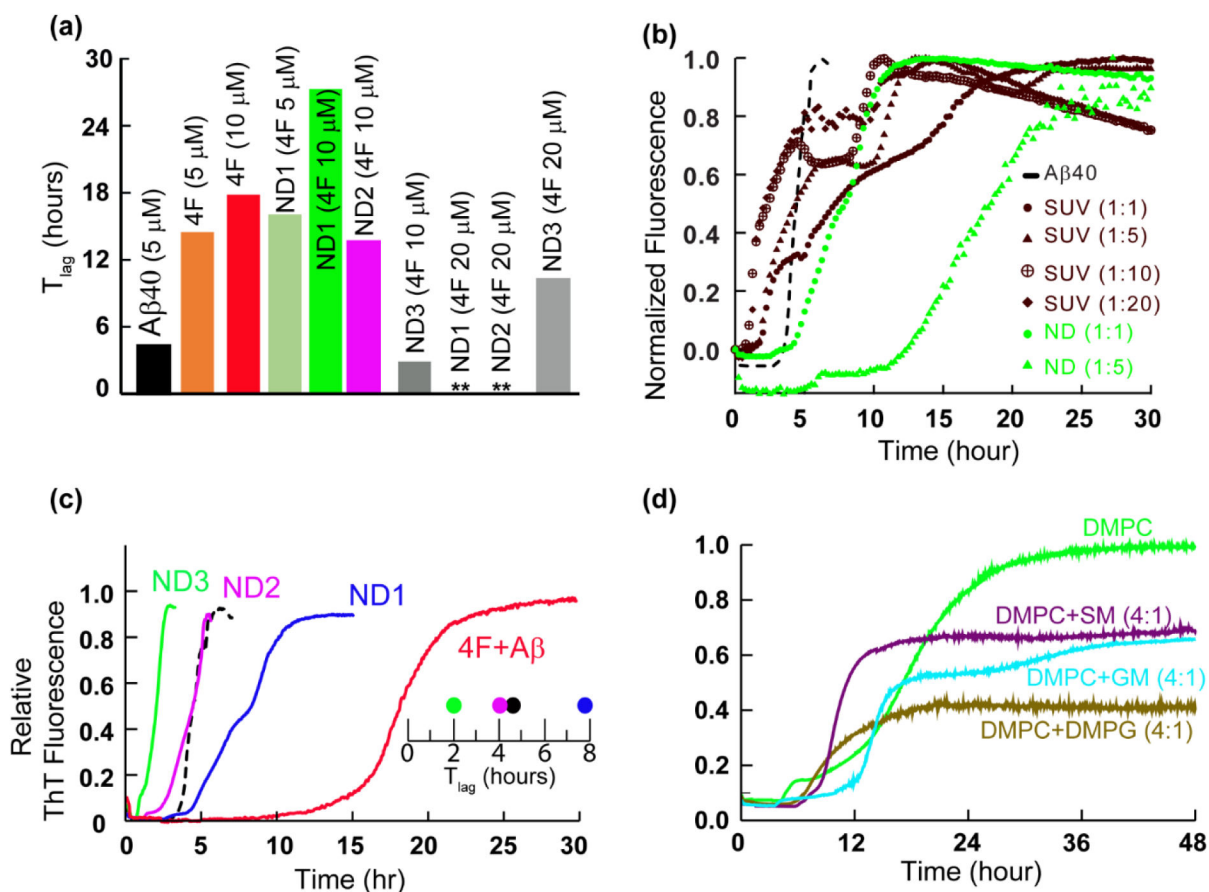 (a)
T_lag (hours)
30
24
18
12
6
0
Aβ40 (5 μM)
4F (5 μM)
4F (10 μM)
ND1 (4F 5 μM)
ND1 (4F 10 μM)
ND2 (4F 10 μM)
ND3 (4F 10 μM)
ND1 (4F 20 μM)
**
ND2 (4F 20 μM)
**
ND3 (4F 20 μM)
(b)
Normalized Fluorescence
1.0
0.8
0.6
0.4
0.2
0.0
Aβ40
SUV (1:1)
SUV (1:5)
SUV (1:10)
SUV (1:20)
ND (1:1)
ND (1:5)
0 5 10 15 20 25 30
Time (hour)
(c)
Relative
ThT Fluorescence
1.0
0.8
0.6
0.4
0.2
0
ND3
ND2
ND1
4F+Aβ
0 2 4 6 8
T_lag (hours)
0 5 10 15 20 25 30
Time (hr)
(d)
1.0
0.8
0.6
0.4
0.2
0.0
DMPC
DMPC+SM (4:1)
DMPC+GM (4:1)
DMPC+DMPG (4:1)
0 12 24 36 48
Time (hour)